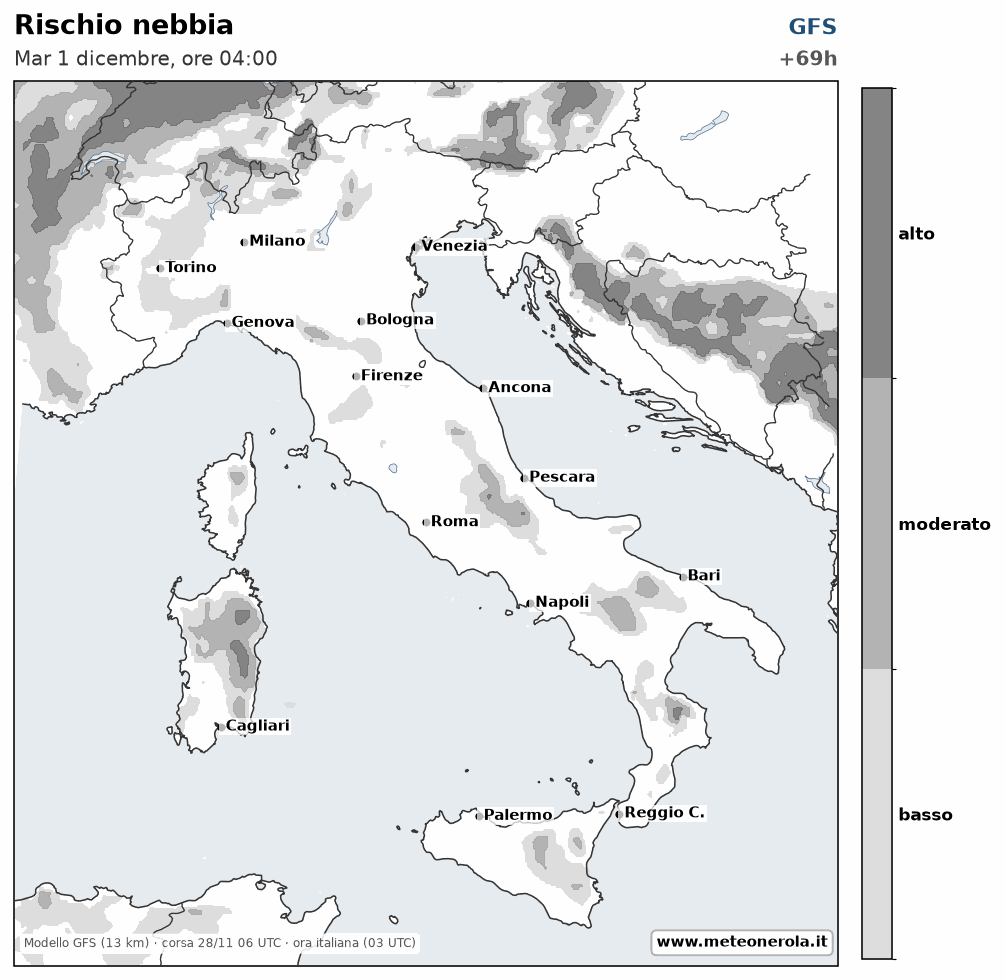 Rischio nebbia
GFS
Mar 1 dicembre, ore 04:00
+69h
alto
Milano
Venezia
Torino
Genova
Bologna
Firenze
Ancona
Pescara
moderato
Roma
Bari
Napoli
Cagliari
Palermo
Reggio C.
basso
Modello GFS (13 km) · corsa 28/11 06 UTC · ora italiana (03 UTC)
www.meteonerola.it